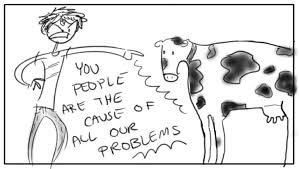 YOU
PEOPLE
ARE THE
CAUSE OF
ALL OUR
PROBLEMS